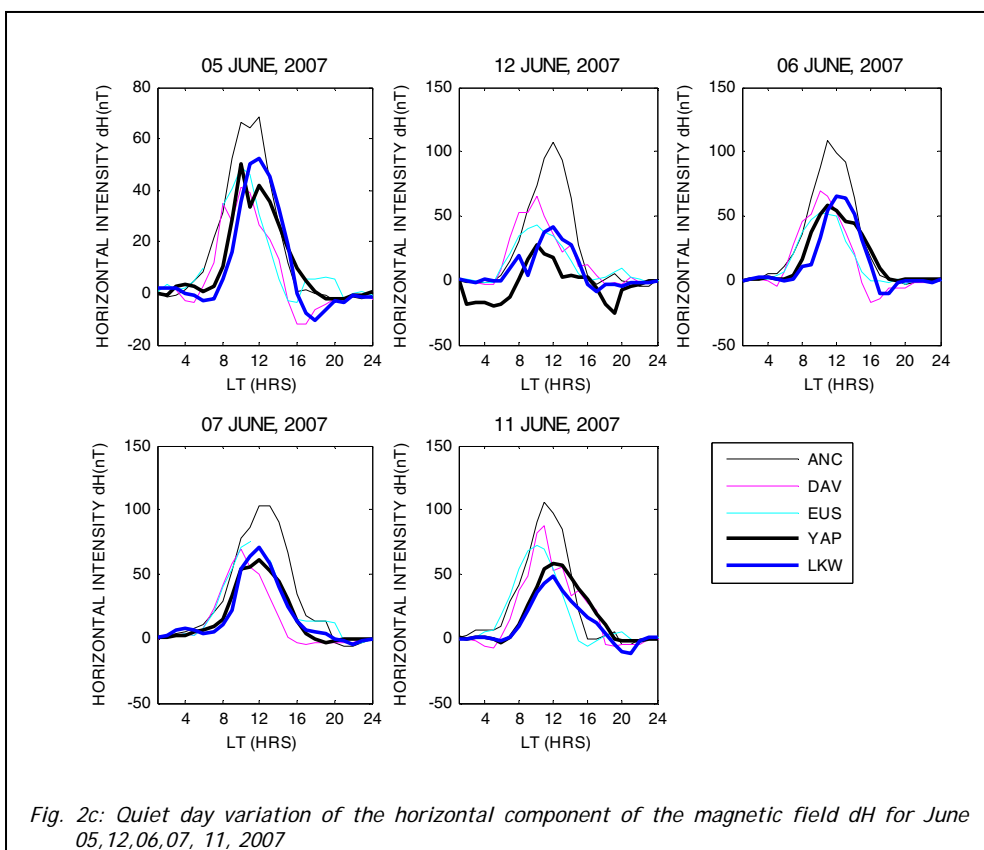 05 JUNE, 2007
12 JUNE, 2007
06 JUNE, 2007
HORIZONTAL INTENSITY dH(nT)
80
60
40
20
0
-20
4 8 12 16 20 24
LT (HRS)
HORIZONTAL INTENSITY dH(nT)
150
100
50
0
-50
4 8 12 16 20 24
LT (HRS)
HORIZONTAL INTENSITY dH(nT)
150
100
50
0
-50
4 8 12 16 20 24
LT (HRS)
07 JUNE, 2007
11 JUNE, 2007
HORIZONTAL INTENSITY dH(nT)
150
100
50
0
-50
4 8 12 16 20 24
LT (HRS)
HORIZONTAL INTENSITY dH(nT)
150
100
50
0
-50
4 8 12 16 20 24
LT (HRS)
ANC
DAV
EUS
YAP
LKW
Fig. 2c: Quiet day variation of the horizontal component of the magnetic field dH for June
05,12,06,07, 11, 2007